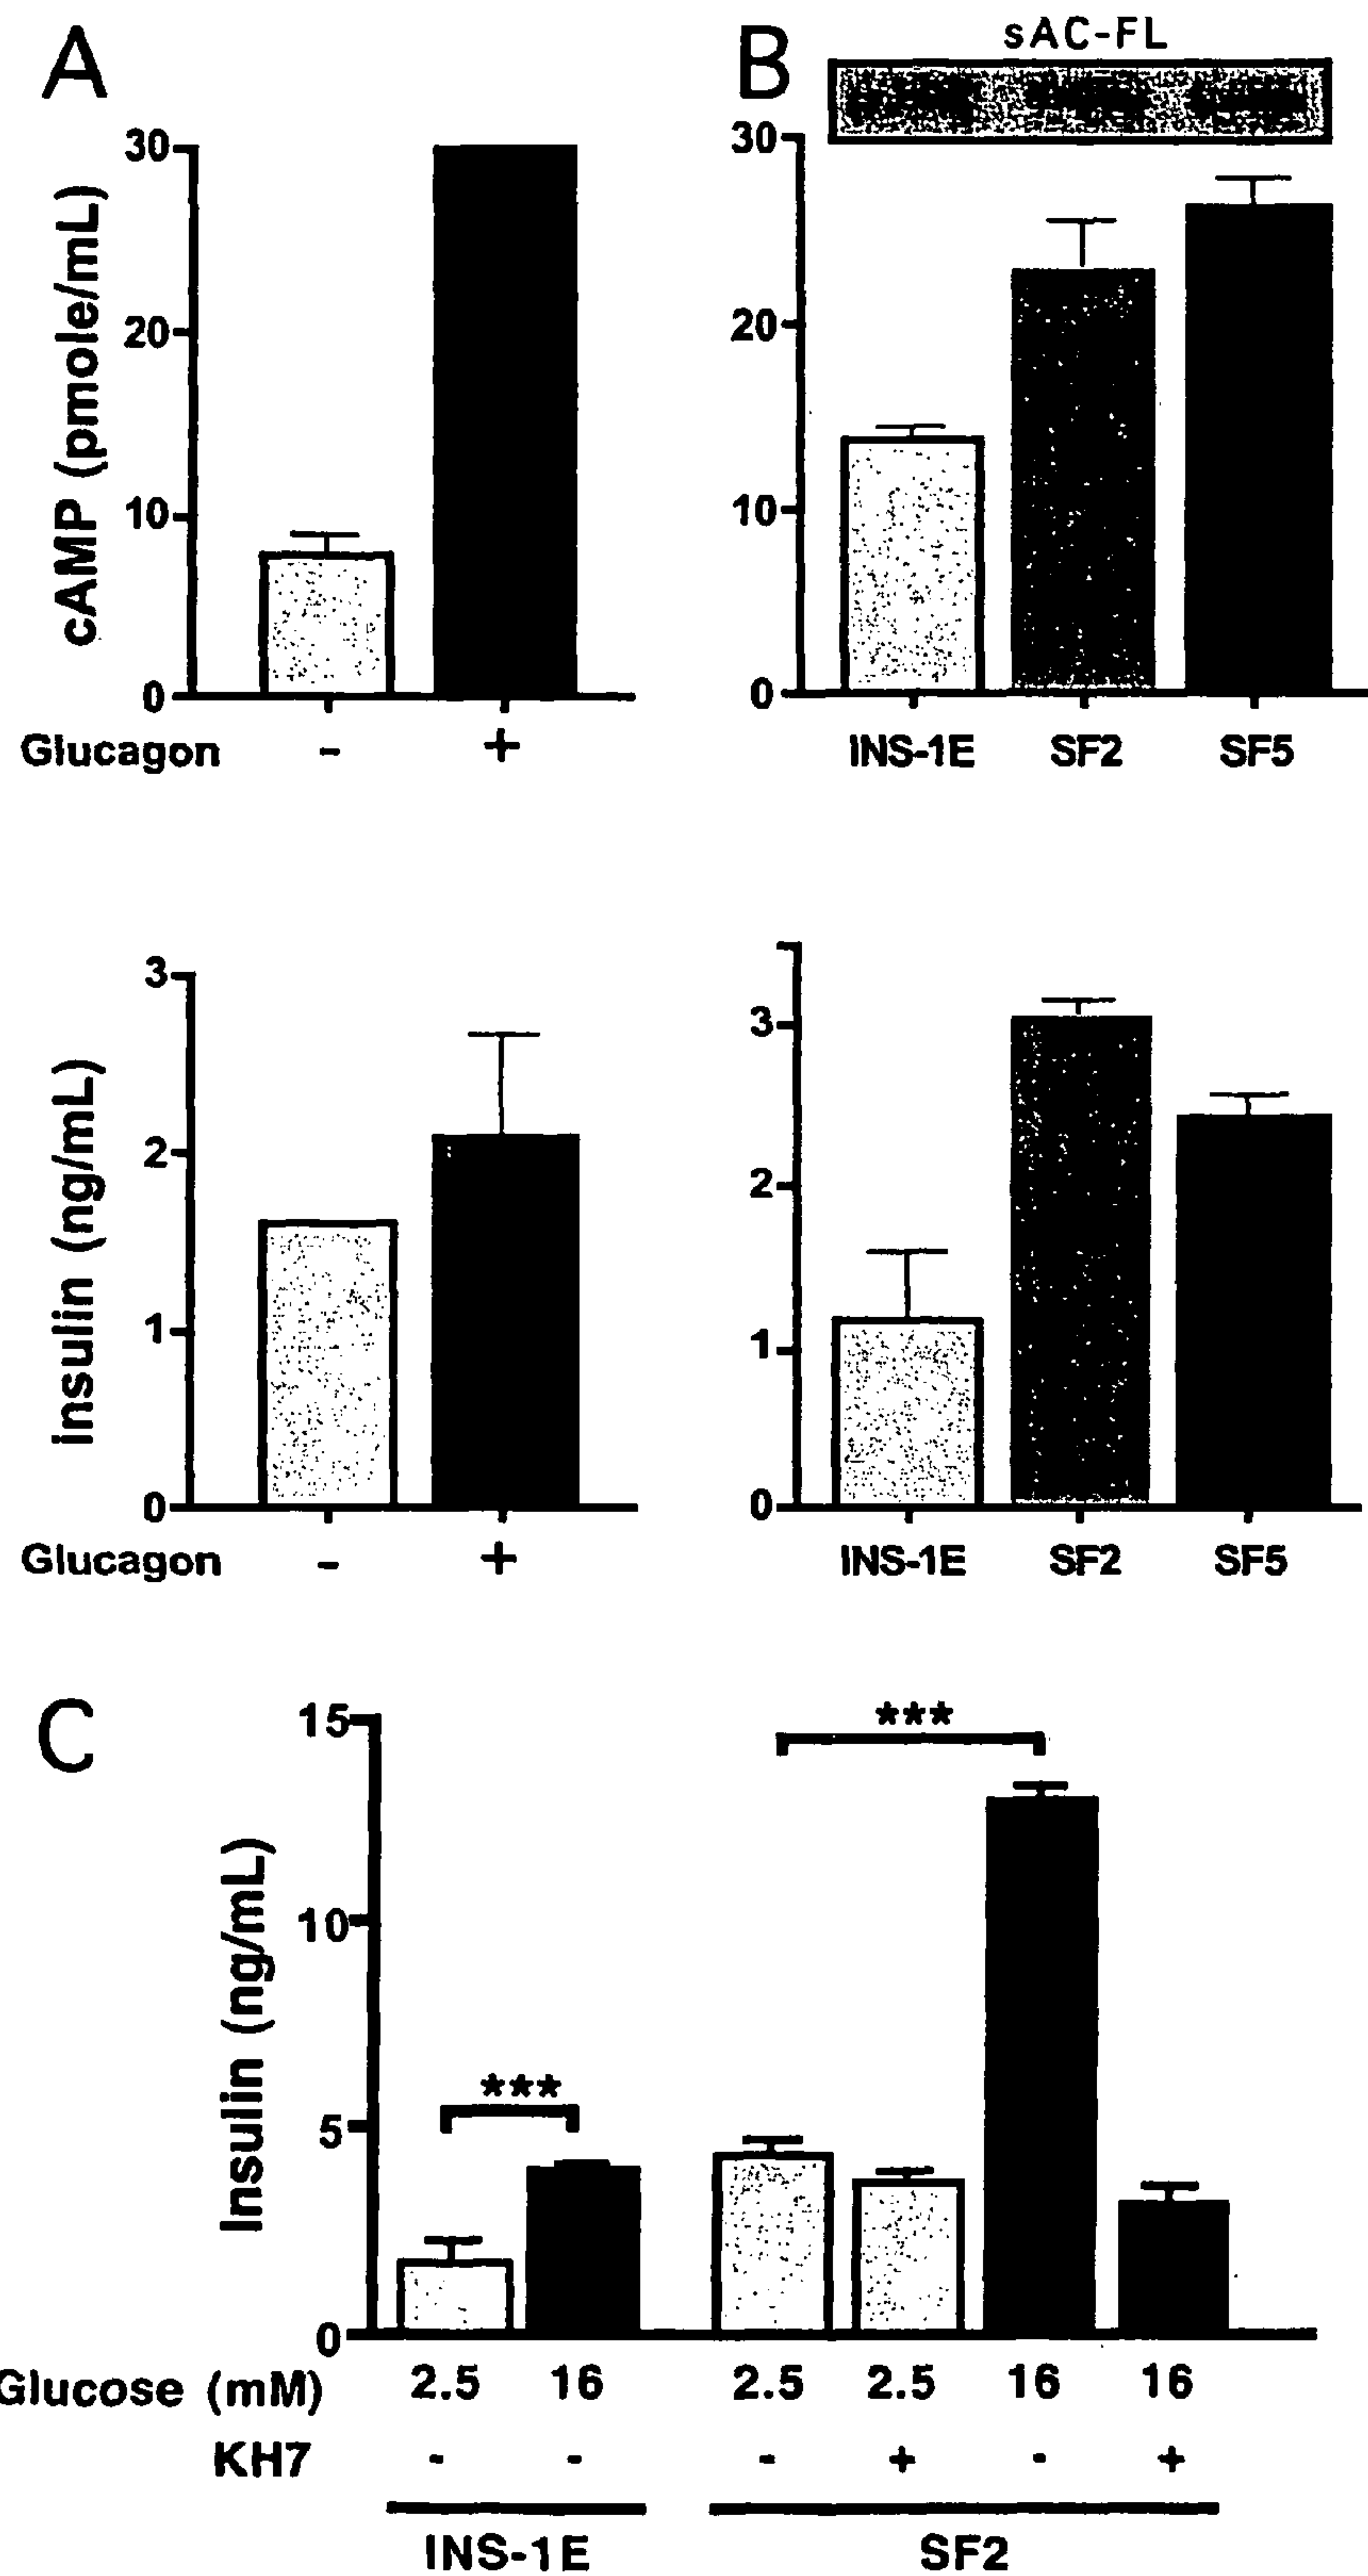 A
cAMP (pmole/mL)
30
20
10
0
Glucagon - +
B
sAC-FL
30
20
10
0
INS-1E SF2 SF5
insulin (ng/mL)
3
2
1
0
Glucagon - +
3
2
1
0
INS-1E SF2 SF5
C
Insulin (ng/mL)
15
10
5
0
***
***
Glucose (mM) 2.5 16 2.5 2.5 16 16
KH7 - - - + - +
INS-1E SF2